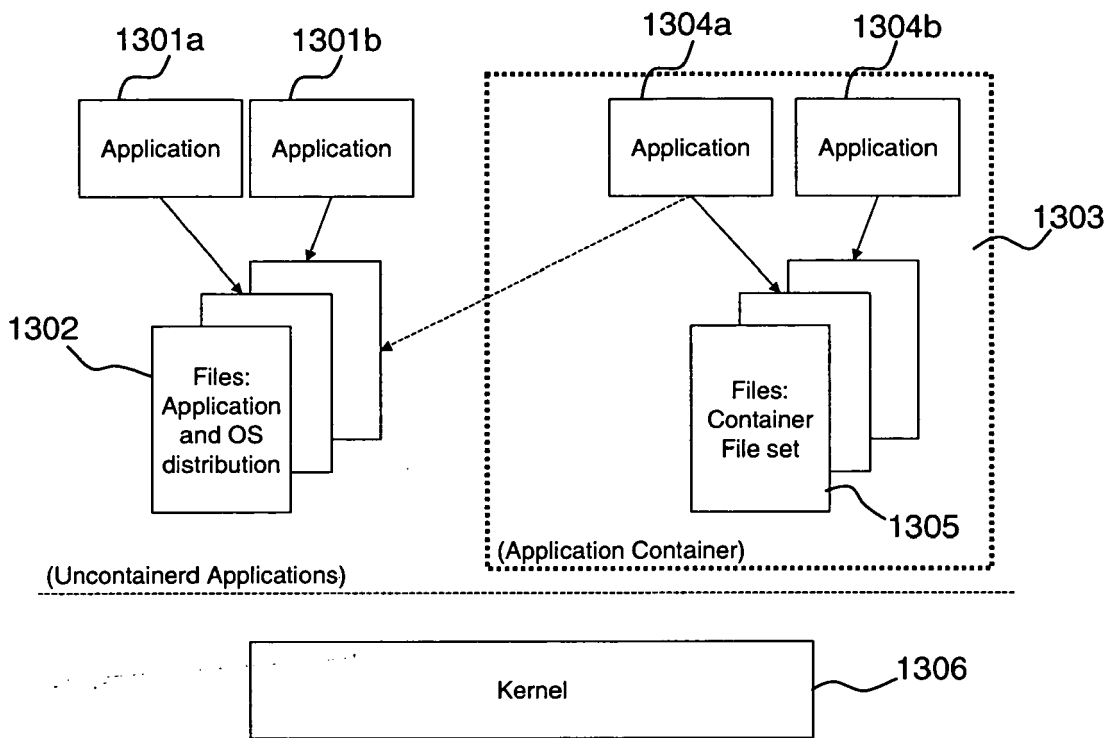 1301a
1301b
1304a
1304b
Application
Application
Application
Application
1303
1302
Files:
Application
and OS
distribution
Files:
Container
File set
1305
(Application Container)
(Uncontainerd Applications)
Kernel
1306